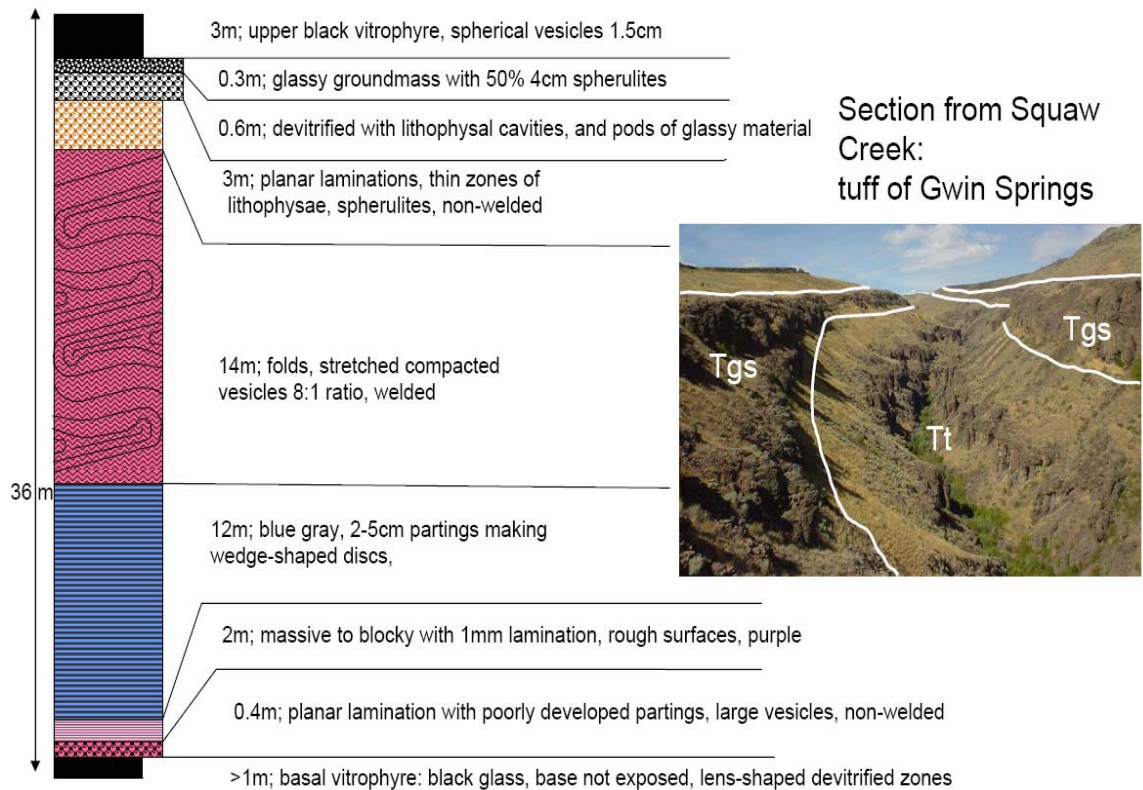 3m; upper black vitrophyre, spherical vesicles 1.5cm
0.3m; glassy groundmass with 50% 4cm spherulites
0.6m; devitrified with lithophysal cavities, and pods of glassy material
3m; planar laminations, thin zones of
lithophysae, spherulites, non-welded
14m; folds, stretched compacted
vesicles 8:1 ratio, welded
36 m
12m; blue gray, 2-5cm partings making
wedge-shaped discs,
2m; massive to blocky with 1mm lamination, rough surfaces, purple
0.4m; planar lamination with poorly developed partings, large vesicles, non-welded
>1m; basal vitrophyre: black glass, base not exposed, lens-shaped devitrified zones
Section from Squaw
Creek:
tuff of Gwin Springs
Tgs
Tgs
Tt